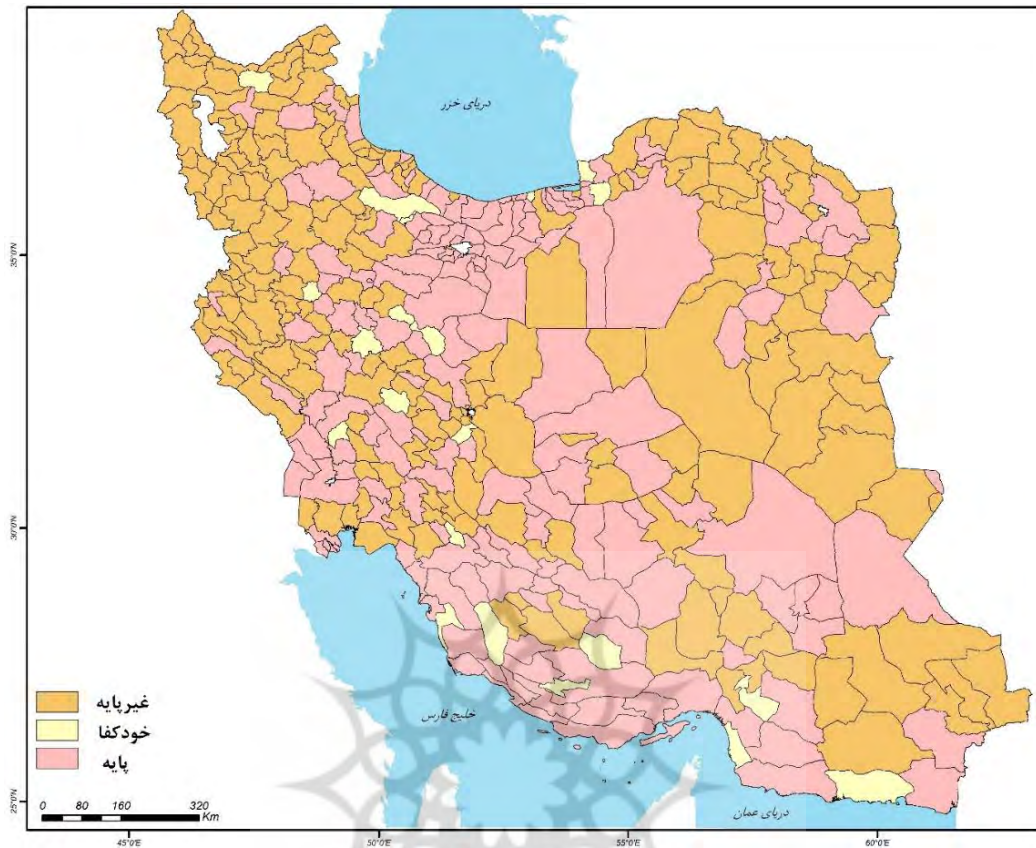 دریای خزر
35°0'N
30°0'N
غیرپایه
خودکفا
پایه
خلیج فارس
0 80 160 320
Km
25°0'N
دریای عمان
45°0'E 50°0'E 55°0'E 60°0'E